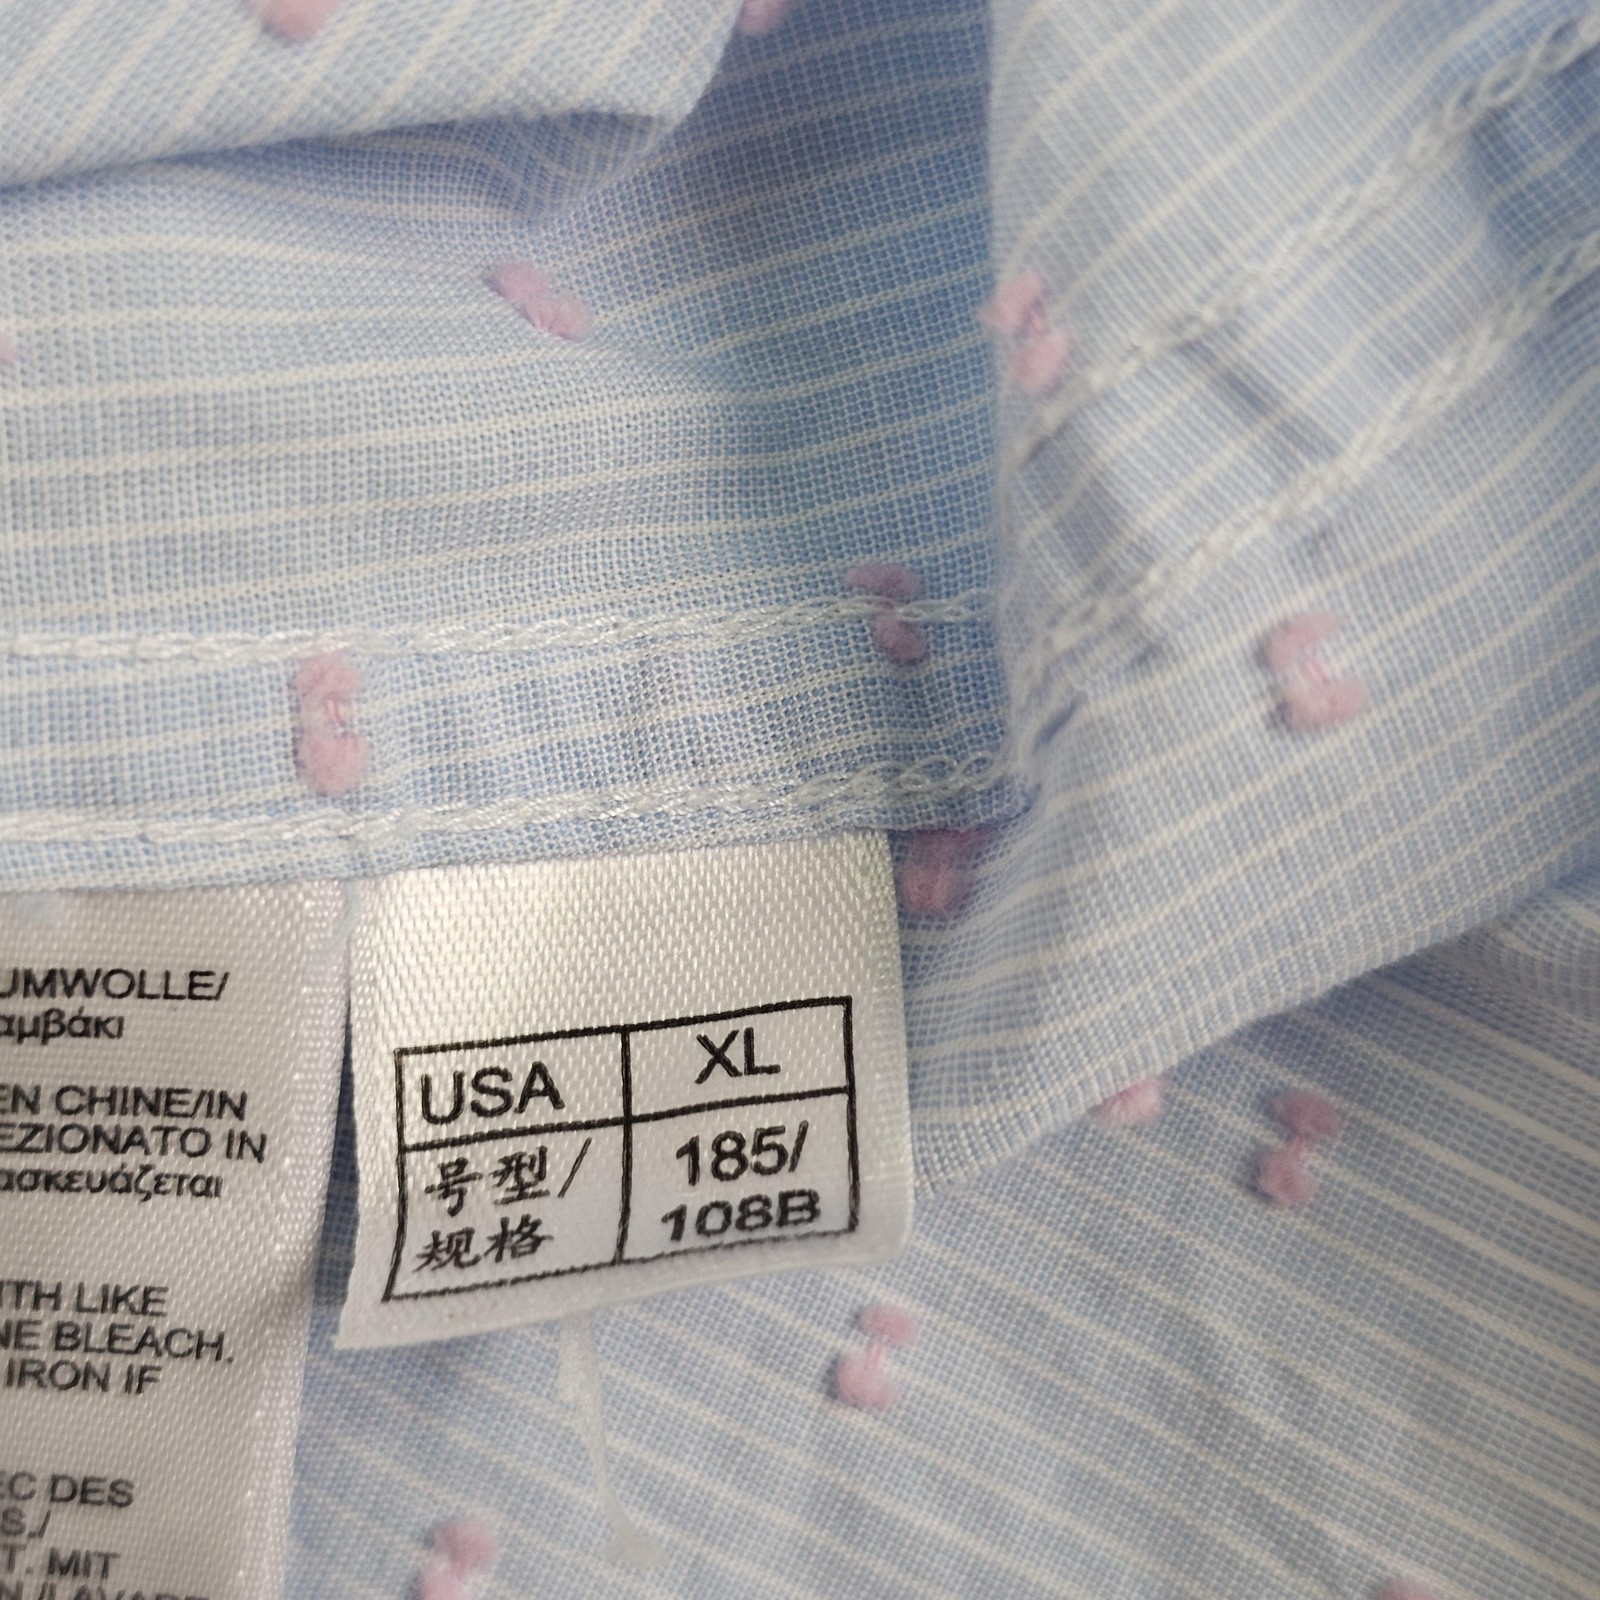 UMWOLLE/
αμβάκι
EN CHINE/IN
EZIONATO IN
ασκευάζεται
ITH LIKE
NE BLEACH.
IRON IF
EC DES
S./
T. MIT
N./LAVARE
USA XL
号型/ 185/
规格 108B